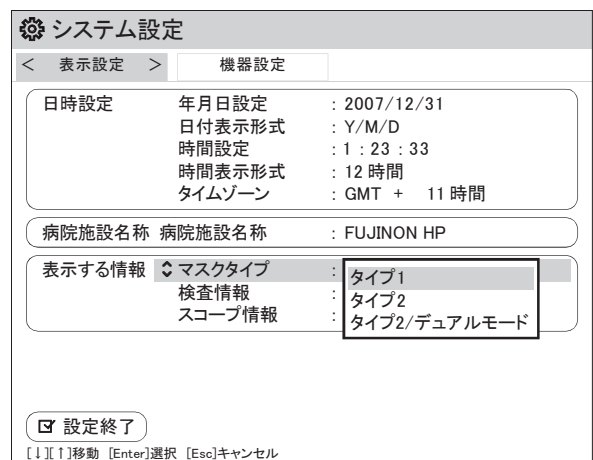 システム設定
< 表示設定 > 機器設定
日時設定 年月日設定 : 2007/12/31
日付表示形式 : Y/M/D
時間設定 : 1 : 23 : 33
時間表示形式 : 12 時間
タイムゾーン : GMT + 11 時間
病院施設名称 病院施設名称 : FUJINON HP
表示する情報 マスクタイプ : タイプ1
検査情報 : タイプ2
スコープ情報 : タイプ2/デュアルモード
設定終了
[↓][↑]移動 [Enter]選択 [Esc]キャンセル